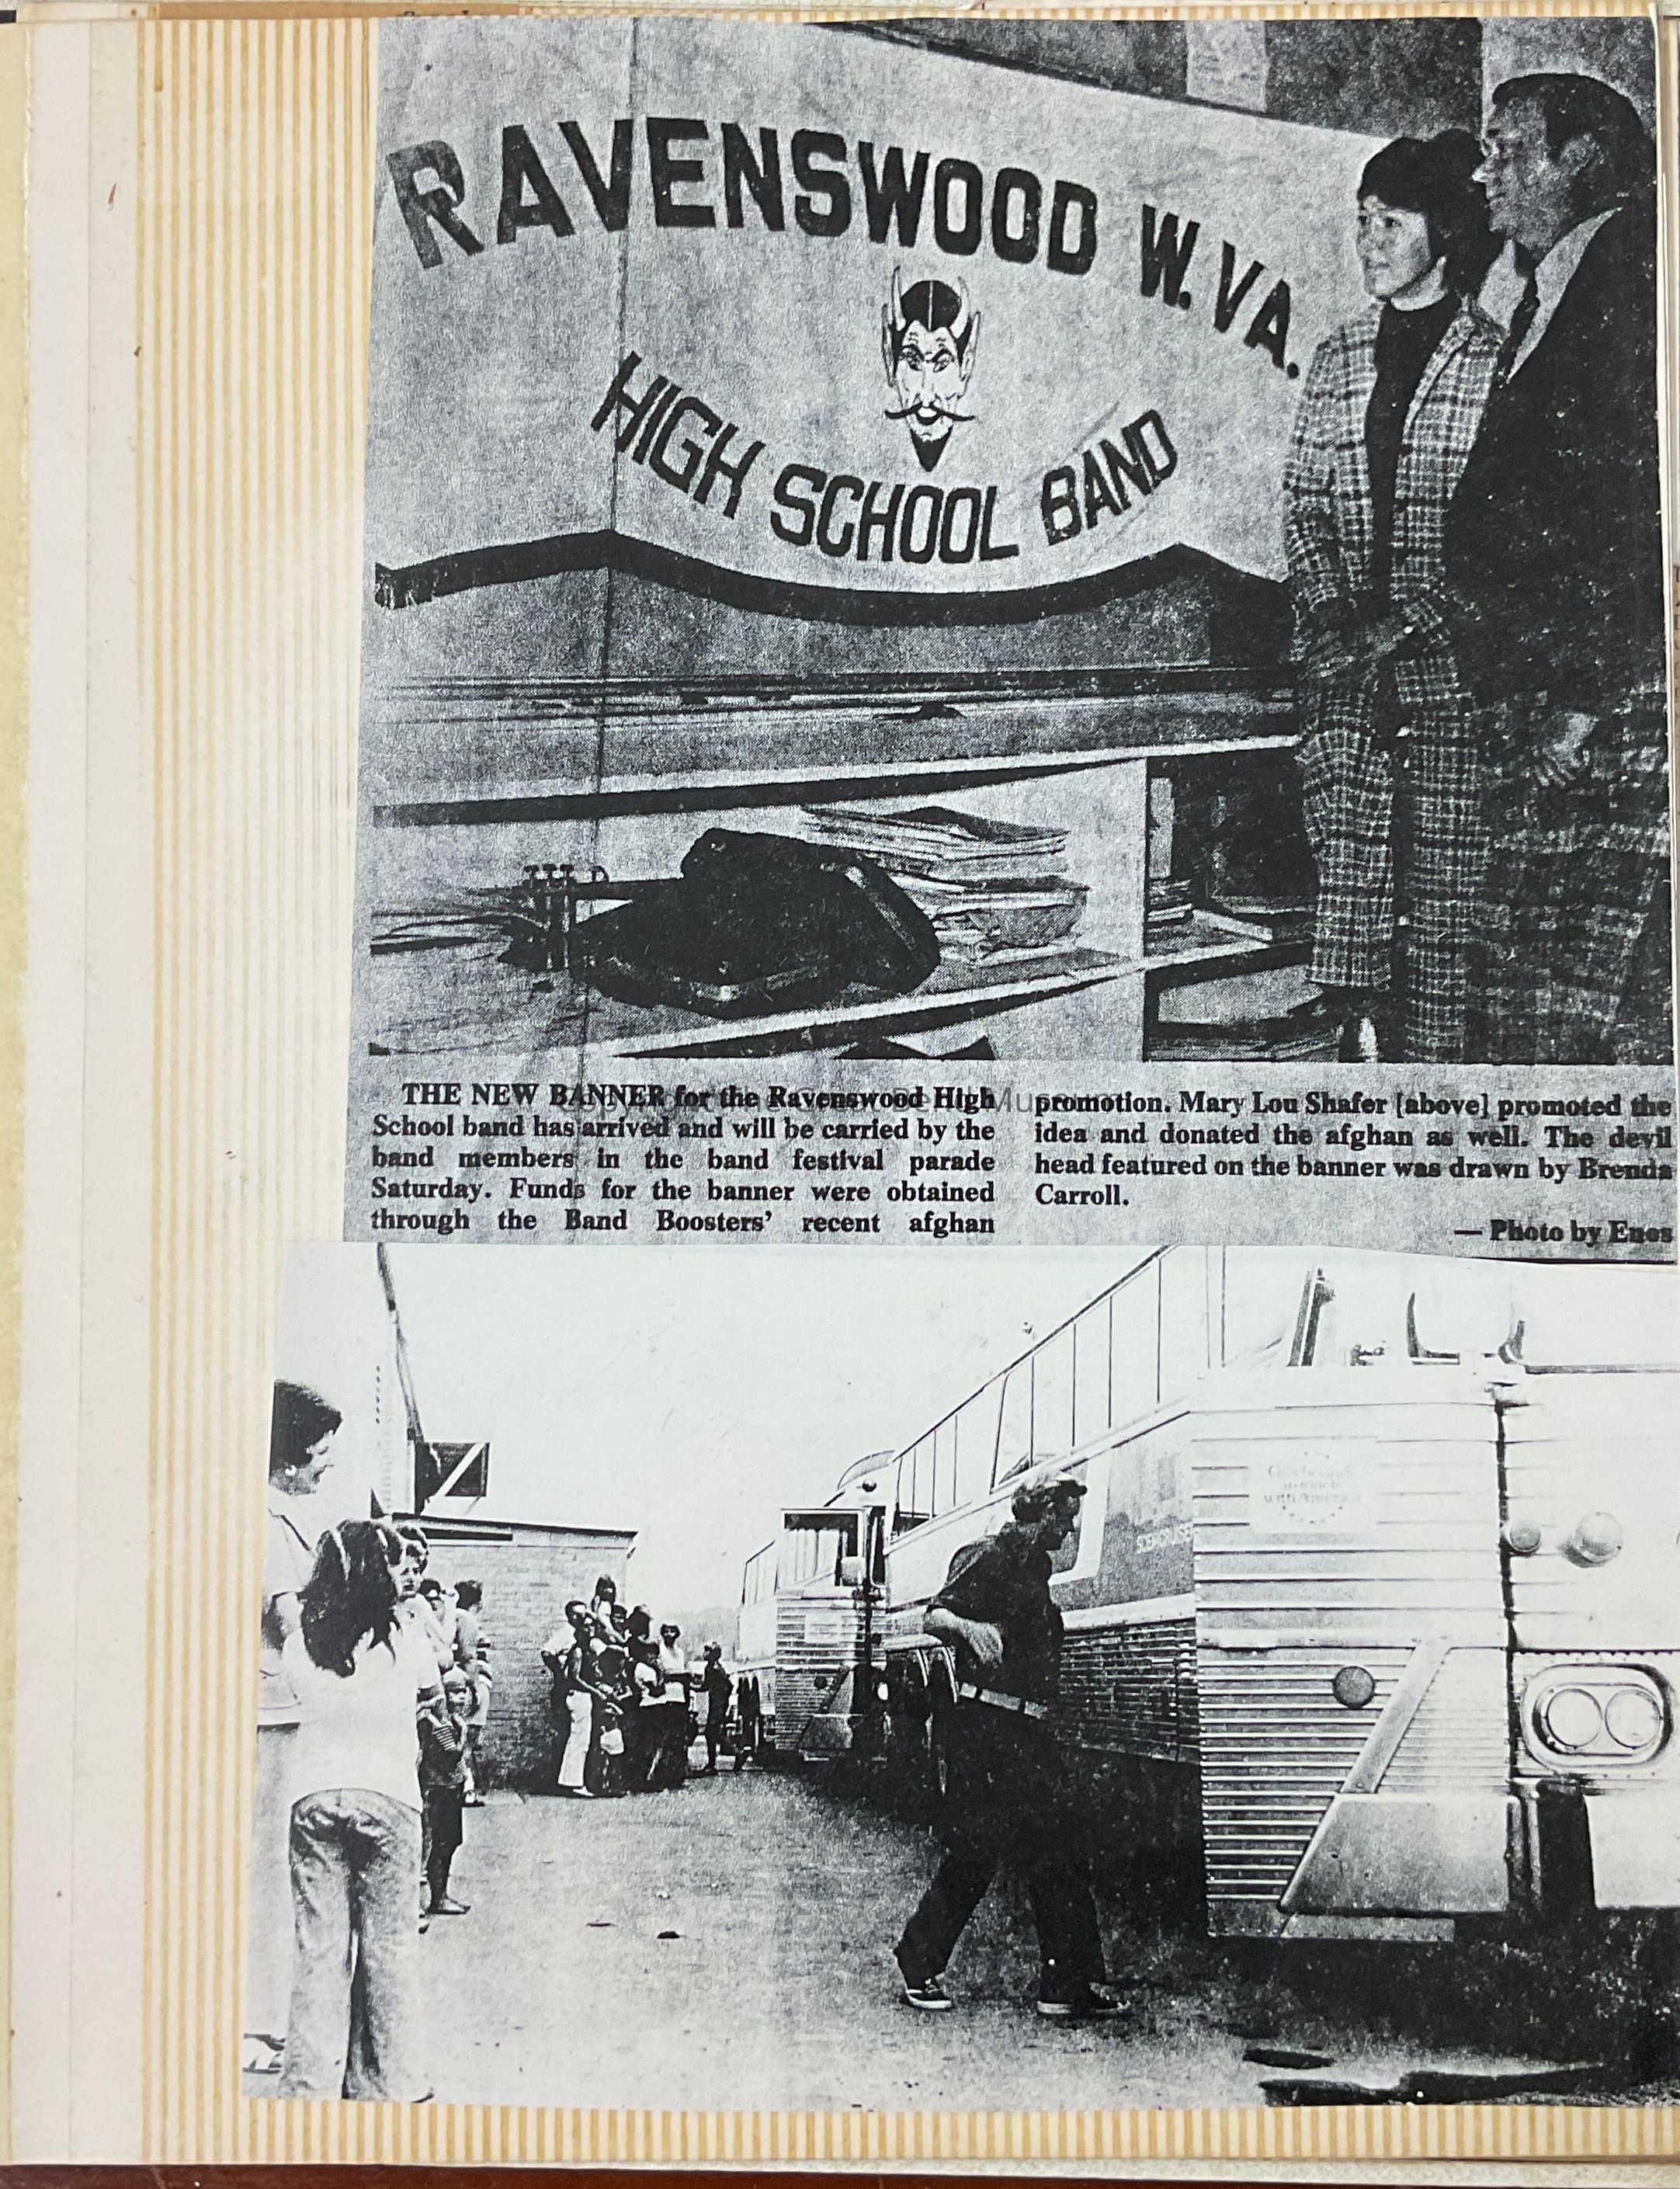 RAVENSWOOD W.VA.
HIGH SCHOOL BAND
THE NEW BANNER for the Ravenswood High
School band has arrived and will be carried by the
band members in the band festival parade
Saturday. Funds for the banner were obtained
through the Band Boosters' recent afghan
promotion. Mary Lou Shafer [above] promoted the
idea and donated the afghan as well. The devil
head featured on the banner was drawn by Brenda
Carroll.
— Photo by Enos
with America